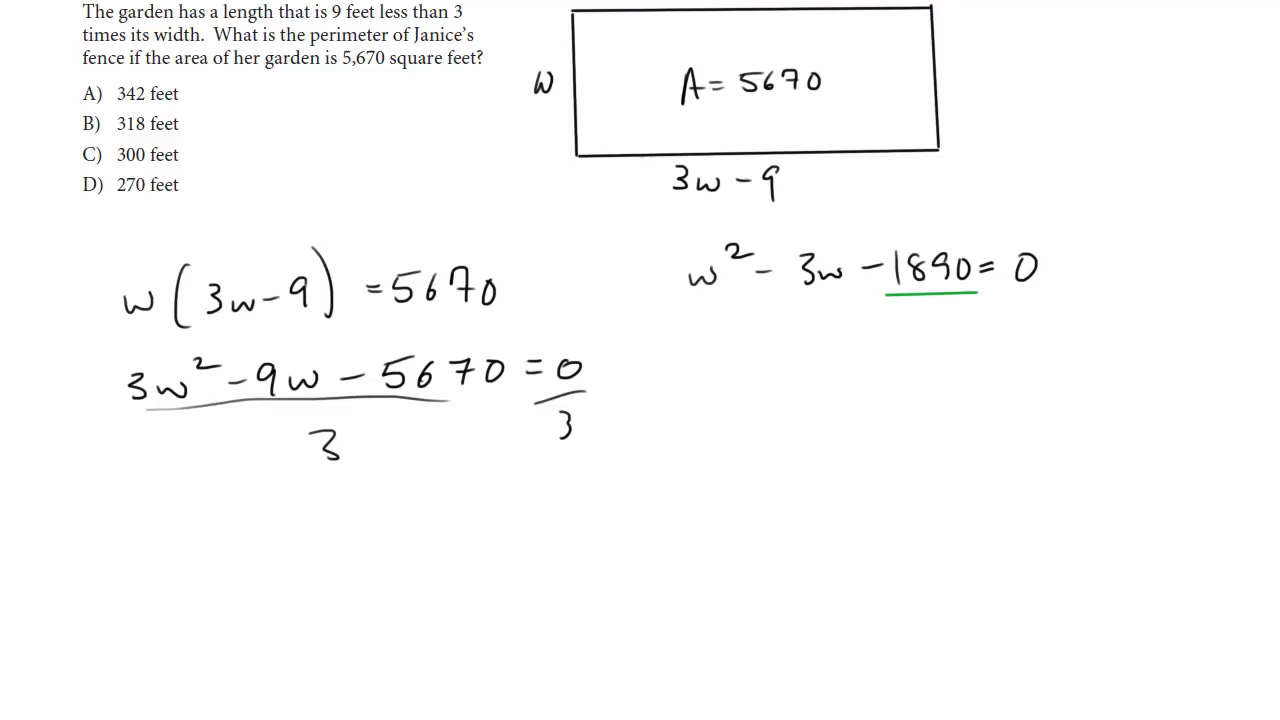 The garden has a length that is 9 feet less than 3
times its width. What is the perimeter of Janice's
fence if the area of her garden is 5,670 square feet?
A) 342 feet
B) 318 feet
C) 300 feet
D) 270 feet
W
A = 5670
3w - 9
w(3w - 9) = 5670
3w² - 9w - 5670 = 0
3 3
w² - 3w - 1890 = 0